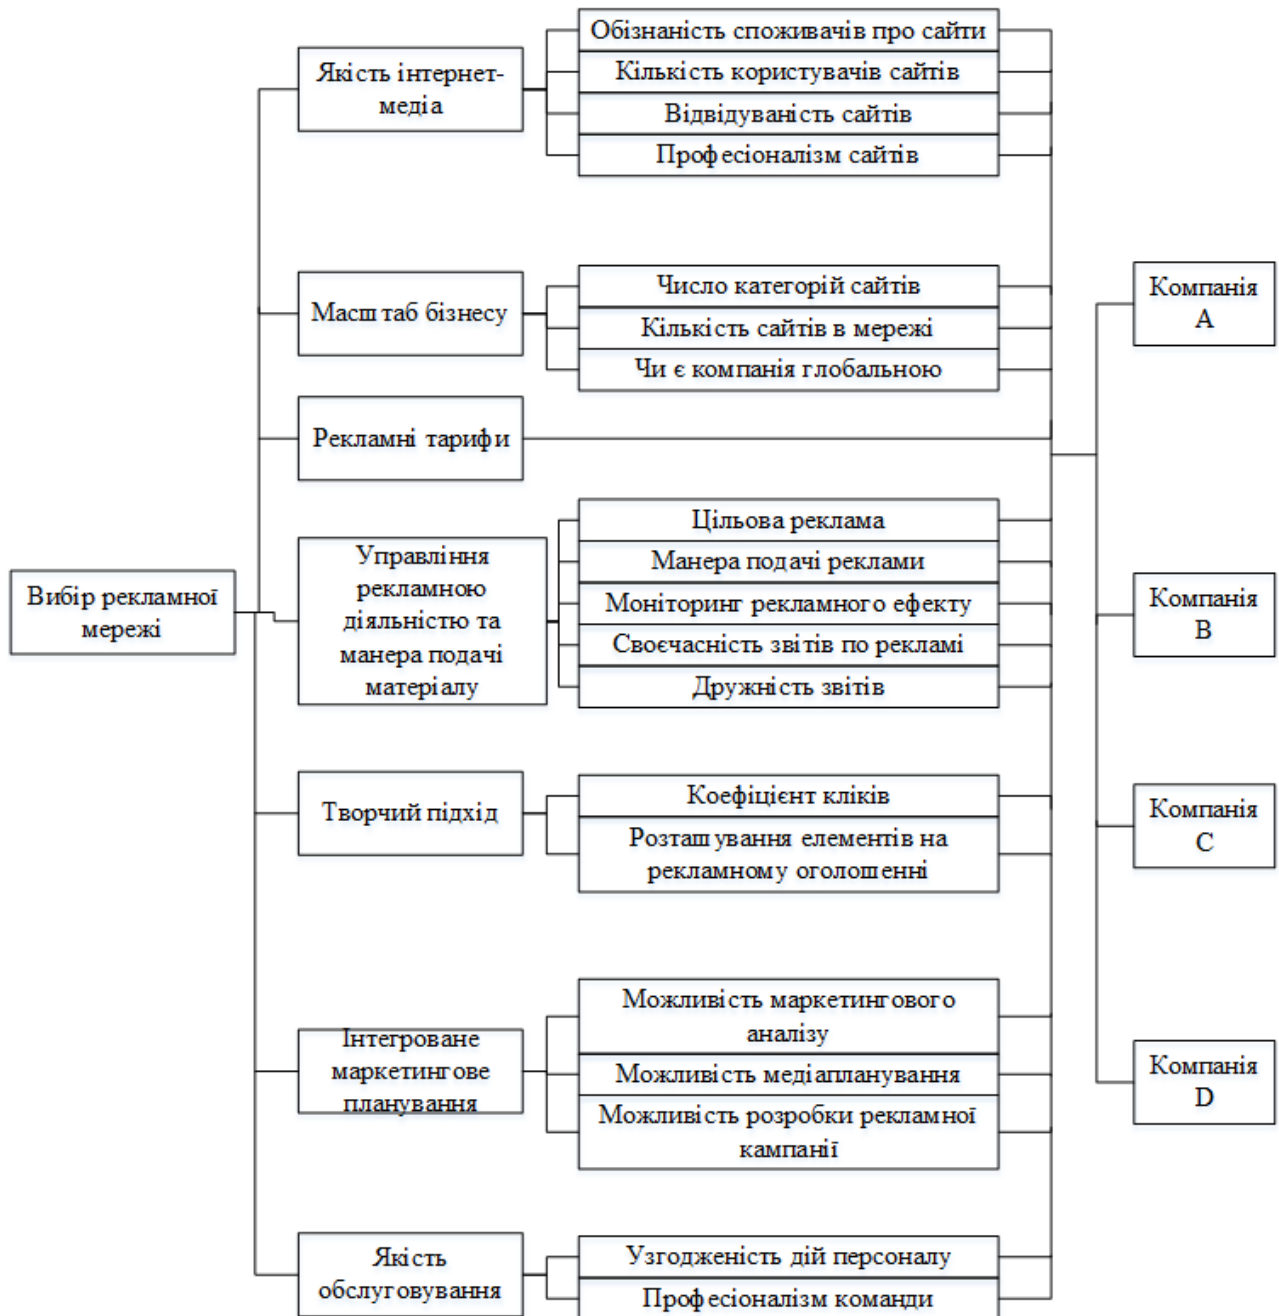 Вибір рекламної
мережі
Якість інтернет-
медіа
Масштаб бізнесу
Рекламні тарифи
Управління
рекламною
діяльністю та
манера подачі
матеріалу
Творчий підхід
Інтегроване
маркетингове
планування
Якість
обслуговування
Обізнаність споживачів про сайти
Кількість користувачів сайтів
Відвідуваність сайтів
Професіоналізм сайтів
Число категорій сайтів
Кількість сайтів в мережі
Чи є компанія глобальною
Цільова реклама
Манера подачі реклами
Моніторинг рекламного ефекту
Своєчасність звітів по рекламі
Дружність звітів
Коефіцієнт кліків
Розташування елементів на
рекламному оголошенні
Можливість маркетингового
аналізу
Можливість медіапланування
Можливість розробки рекламної
кампанії
Узгодженість дій персоналу
Професіоналізм команди
Компанія
A
Компанія
B
Компанія
C
Компанія
D